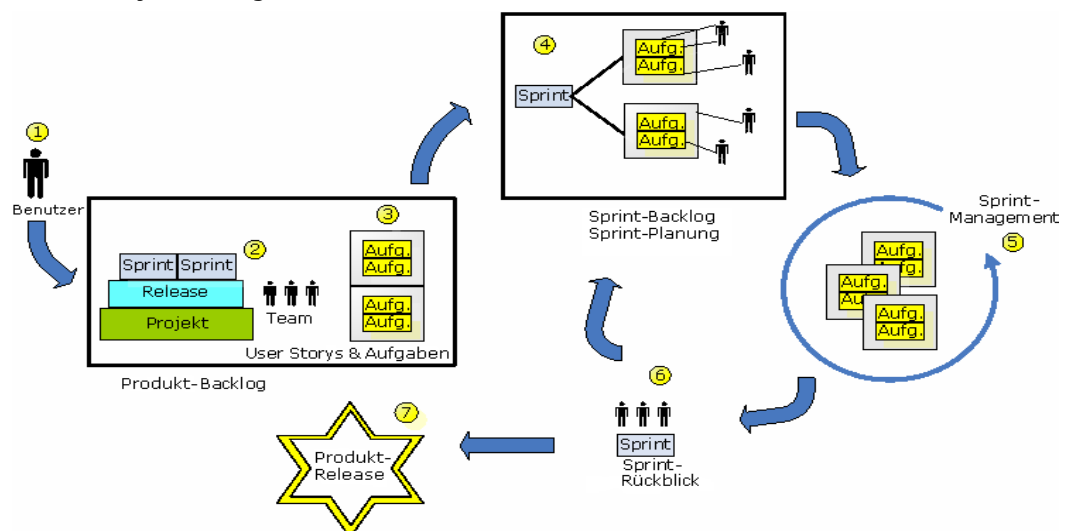 1
Benutzer
2
Sprint Sprint
Release
Projekt
Team
3
Aufg.
Aufg.
Aufg.
Aufg.
User Storys & Aufgaben
Produkt-Backlog
4
Sprint
Aufg.
Aufg.
Aufg.
Aufg.
Sprint-Backlog
Sprint-Planung
Sprint-
Management
5
Aufg.
Aufg.
Aufg.
Aufg.
Aufg.
6
Sprint
Sprint-
Rückblick
7
Produkt-
Release